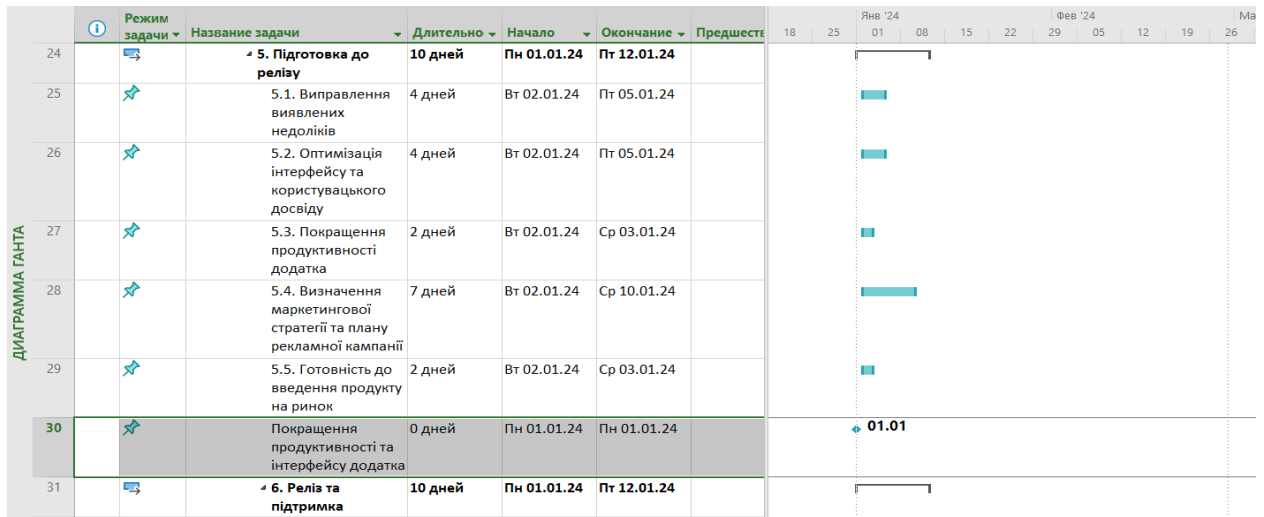 Режим
задачи
Название задачи
Длительно
Начало
Окончание
Предшеств
Янв '24
Фев '24
Ма
18 25 01 08 15 22 29 05 12 19 26
ДИАГРАММА ГАНТА
24 5. Підготовка до 10 дней Пн 01.01.24 Пт 12.01.24
релізу
25 5.1. Виправлення 4 дней Вт 02.01.24 Пт 05.01.24
виявлених
недоліків
26 5.2. Оптимізація 4 дней Вт 02.01.24 Пт 05.01.24
інтерфейсу та
користувацького
досвіду
27 5.3. Покращення 2 дней Вт 02.01.24 Ср 03.01.24
продуктивності
додатка
28 5.4. Визначення 7 дней Вт 02.01.24 Ср 10.01.24
маркетингової
стратегії та плану
рекламної кампанії
29 5.5. Готовність до 2 дней Вт 02.01.24 Ср 03.01.24
введення продукту
на ринок
30 Покращення 0 дней Пн 01.01.24 Пн 01.01.24 01.01
продуктивності та
інтерфейсу додатка
31 6. Реліз та 10 дней Пн 01.01.24 Пт 12.01.24
підтримка